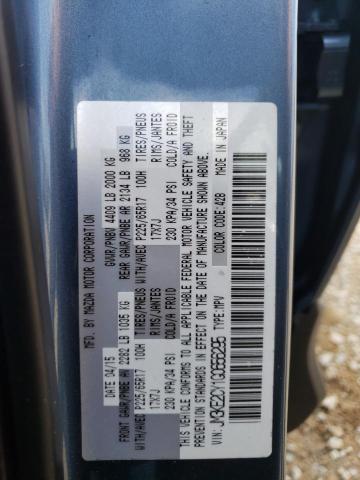 MFD BY MAZDA MOTOR CORPORATION
DATE 04/15 GVWR/PNBV 4409 LB 2000 KG
FRONT GAWR/PNBE AV 2282 LB 1035 KG REAR GAWR/PNBE AR 2134 LB 968 KG
WITH/AVEC P225/65R17 100H TIRES/PNEUS WITH/AVEC P225/65R17 100H TIRES/PNEUS
17X7J RIMS/JANTES 17X7J RIMS/JANTES
230 KPA/34 PSI COLD/A FROID 230 KPA/34 PSI COLD/A FROID
THIS VEHICLE CONFORMS TO ALL APPLICABLE FEDERAL MOTOR VEHICLE SAFETY AND THEFT
PREVENTION STANDARDS IN EFFECT ON THE DATE OF MANUFACTURE SHOWN ABOVE.
MADE IN JAPAN
VIN: TYPE:MPV COLOR CODE:42B